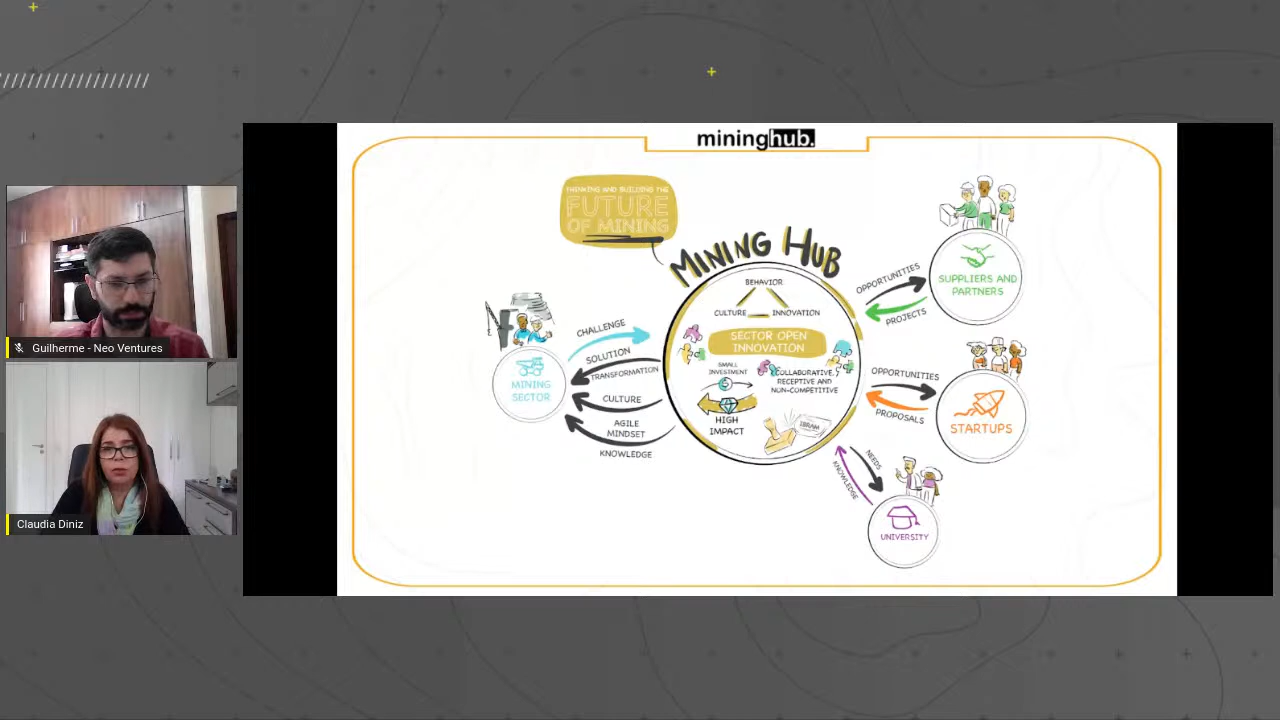 mininghub.
THINKING AND BUILDING THE
FUTURE
OF MINING
MINING HUB
BEHAVIOR
CULTURE
INNOVATION
SECTOR OPEN
INNOVATION
SMALL
INVESTMENT
COLLABORATIVE,
RECEPTIVE AND
NON-COMPETITIVE
HIGH
IMPACT
IBRAM
CHALLENGE
SOLUTION
TRANSFORMATION
CULTURE
AGILE
MINDSET
KNOWLEDGE
MINING
SECTOR
OPPORTUNITIES
PROJECTS
SUPPLIERS AND
PARTNERS
OPPORTUNITIES
PROPOSALS
STARTUPS
NEEDS
KNOWLEDGE
UNIVERSITY
Guilherme - Neo Ventures
Claudia Diniz